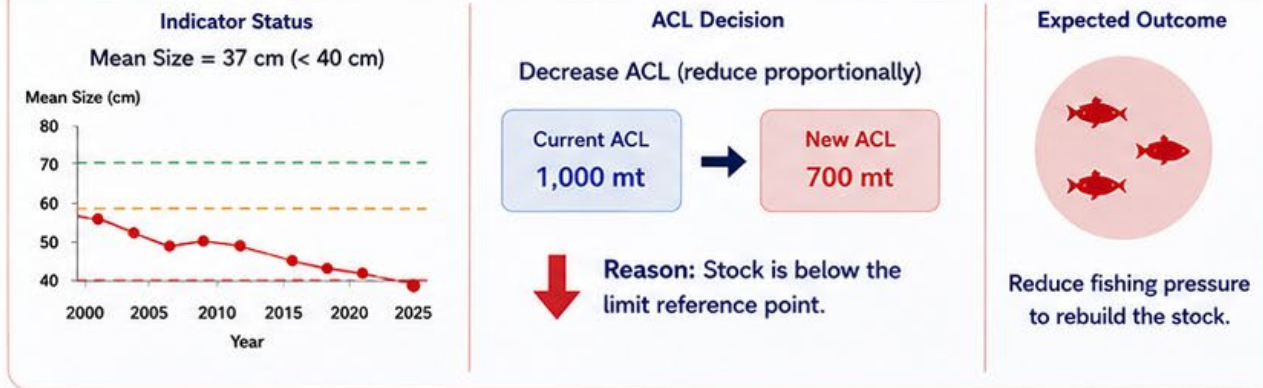 Indicator Status
Mean Size = 37 cm (< 40 cm)
Mean Size (cm)
80
70
60
50
40
2000 2005 2010 2015 2020 2025
Year
ACL Decision
Decrease ACL (reduce proportionally)
Current ACL
1,000 mt
New ACL
700 mt
Reason: Stock is below the
limit reference point.
Expected Outcome
Reduce fishing pressure
to rebuild the stock.